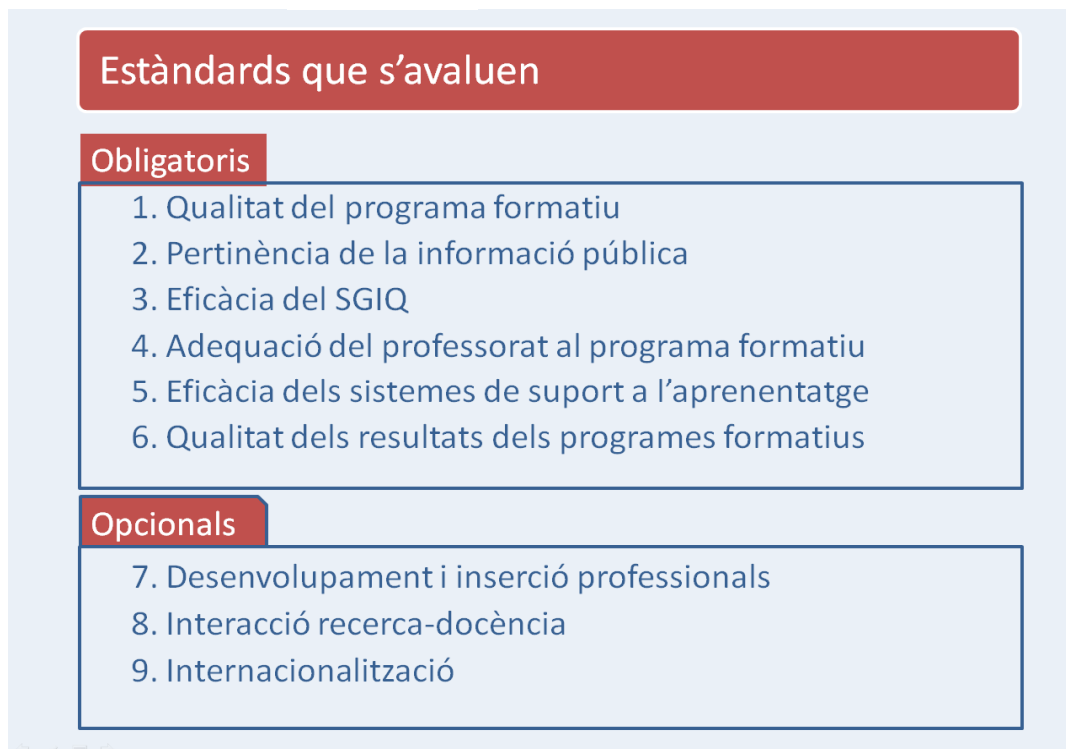 Estàndards que s’avaluen
Obligatoris
1. Qualitat del programa formatiu
2. Pertinència de la informació pública
3. Eficàcia del SGIQ
4. Adequació del professorat al programa formatiu
5. Eficàcia dels sistemes de suport a l’aprenentatge
6. Qualitat dels resultats dels programes formatius
Opcionals
7. Desenvolupament i inserció professionals
8. Interacció recerca-docència
9. Internacionalització